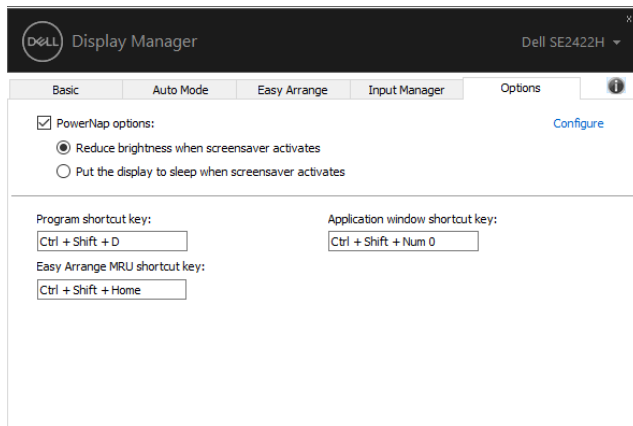 DELL Display Manager
x
Dell SE2422H
Basic Auto Mode Easy Arrange Input Manager Options
PowerNap options: Configure
Reduce brightness when screensaver activates
Put the display to sleep when screensaver activates
Program shortcut key: Application window shortcut key:
Ctrl + Shift + D Ctrl + Shift + Num 0
Easy Arrange MRU shortcut key:
Ctrl + Shift + Home